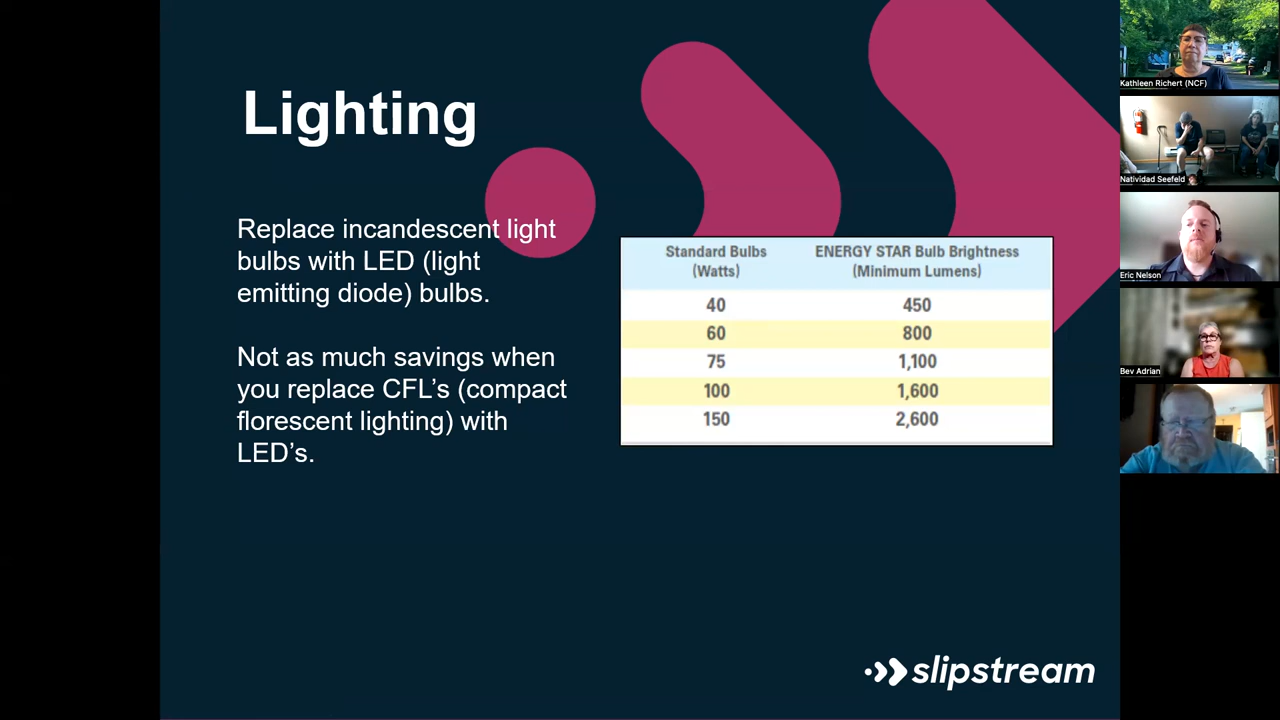 Lighting
Replace incandescent light
bulbs with LED (light
emitting diode) bulbs.
Not as much savings when
you replace CFL's (compact
florescent lighting) with
LED's.
Standard Bulbs ENERGY STAR Bulb Brightness
(Watts) (Minimum Lumens)
40 450
60 800
75 1,100
100 1,600
150 2,600
slipstream
Kathleen Richert (NCF)
Natividad Seefeld
Eric Nelson
Bev Adrian